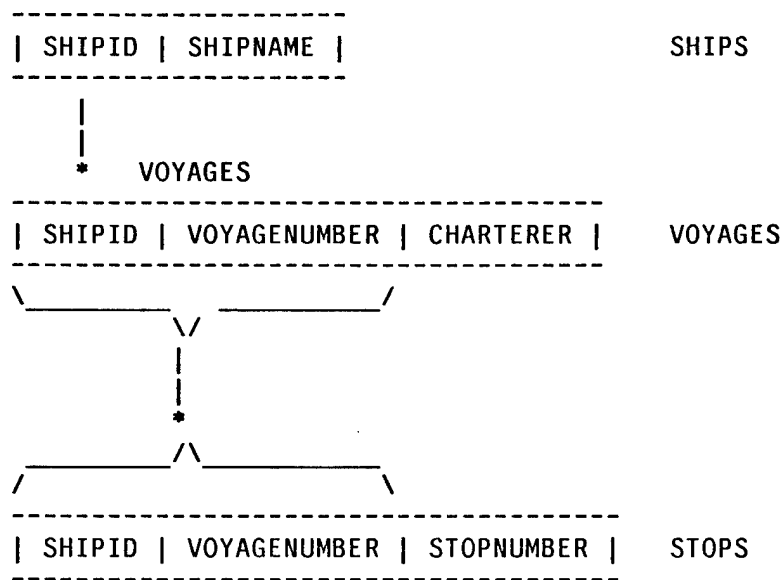 | SHIPID | SHIPNAME | SHIPS
* VOYAGES
| SHIPID | VOYAGENUMBER | CHARTERER | VOYAGES
*
| SHIPID | VOYAGENUMBER | STOPNUMBER | STOPS